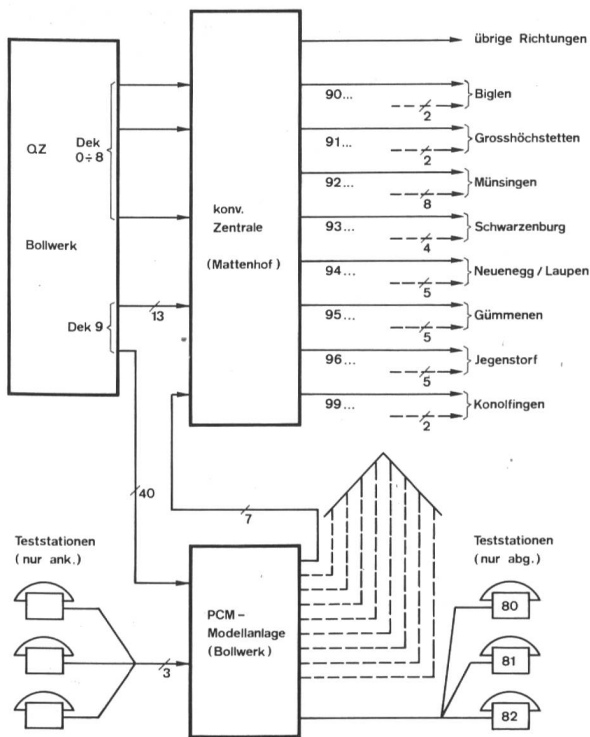 übrige Richtungen
90...
2
Biglen
QZ
Dek
0÷8
91...
2
Grosshöchstetten
92...
8
Münsingen
konv.
Zentrale
(Mattenhof)
93...
4
Schwarzenburg
Bollwerk
94...
5
Neuenegg / Laupen
Dek 9
13
95...
5
Gümmenen
96...
5
Jegenstorf
99...
2
Konolfingen
40
7
Teststationen
(nur ank.)
Teststationen
(nur abg.)
PCM –
Modellanlage
(Bollwerk)
3
80
81
82